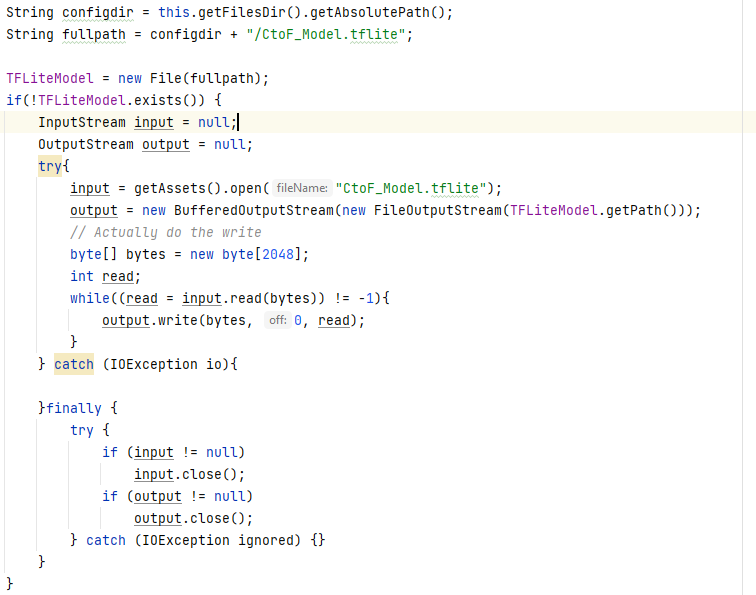 String configdir = this.getFilesDir().getAbsolutePath();
String fullpath = configdir + "/CtoF_Model.tflite";

TFLiteModel = new File(fullpath);
if(!TFLiteModel.exists()) {
    InputStream input = null;
    OutputStream output = null;
    try{
        input = getAssets().open( fileName: "CtoF_Model.tflite");
        output = new BufferedOutputStream(new FileOutputStream(TFLiteModel.getPath()));
        // Actually do the write
        byte[] bytes = new byte[2048];
        int read;
        while((read = input.read(bytes)) != -1){
            output.write(bytes, off: 0, read);
        }
    } catch (IOException io){

    }finally {
        try {
            if (input != null)
                input.close();
            if (output != null)
                output.close();
        } catch (IOException ignored) {}
    }
}